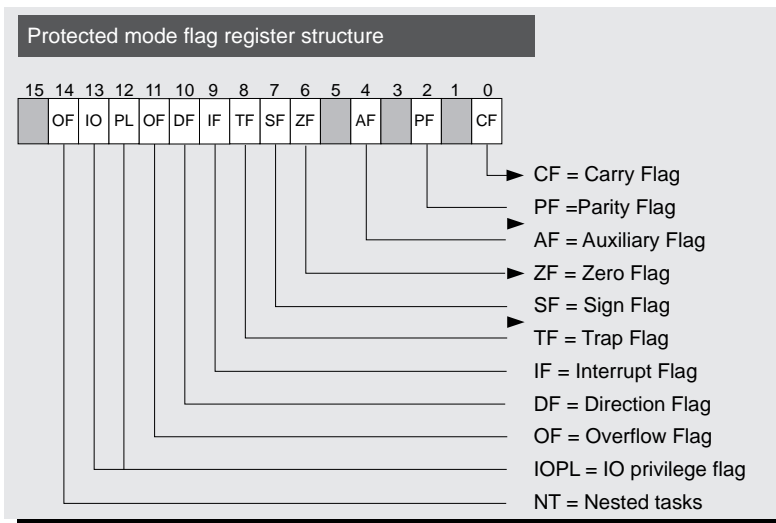 Protected mode flag register structure
15 14 13 12 11 10 9 8 7 6 5 4 3 2 1 0
OF IO PL OF DF IF TF SF ZF AF PF CF
CF = Carry Flag
PF =Parity Flag
AF = Auxiliary Flag
ZF = Zero Flag
SF = Sign Flag
TF = Trap Flag
IF = Interrupt Flag
DF = Direction Flag
OF = Overflow Flag
IOPL = IO privilege flag
NT = Nested tasks